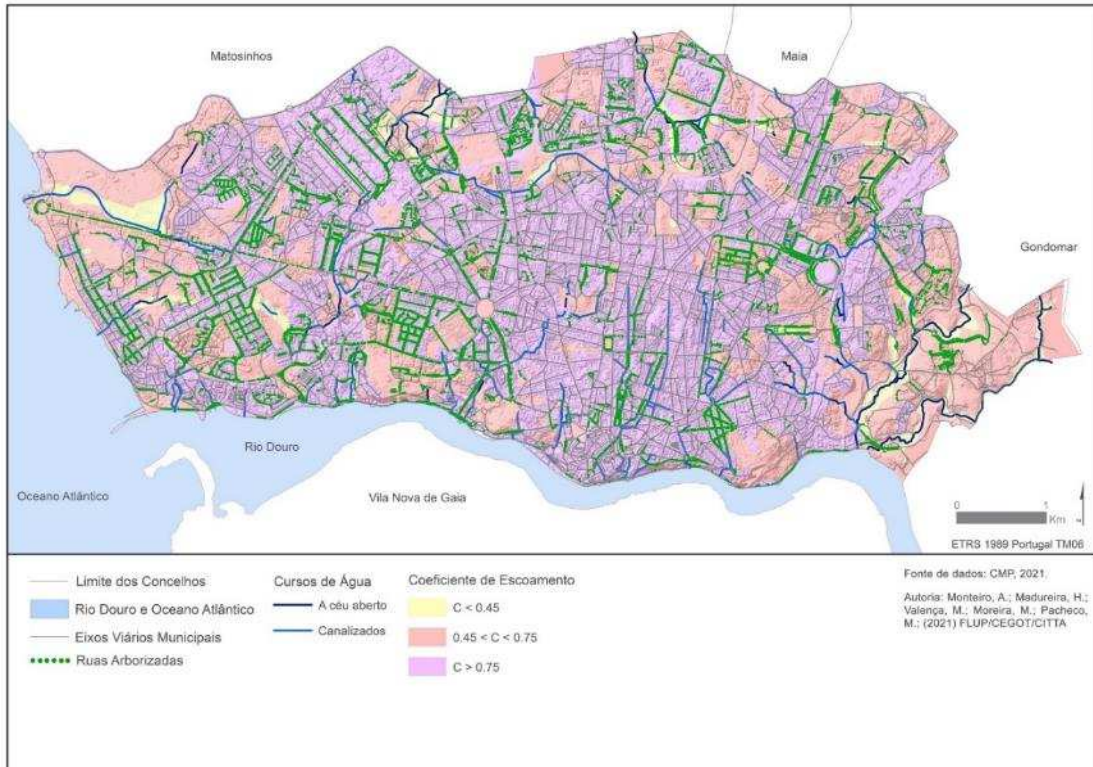 Matosinhos
Maia
Gondomar
Rio Douro
Oceano Atlântico
Vila Nova de Gaia
0 1
Km
ETRS 1989 Portugal TM06
Limite dos Concelhos
Rio Douro e Oceano Atlântico
Eixos Viários Municipais
Ruas Arborizadas
Cursos de Água
A céu aberto
Canalizados
Coeficiente de Escoamento
C < 0.45
0.45 < C < 0.75
C > 0.75
Fonte de dados: CMP, 2021.
Autoria: Monteiro, A.; Madureira, H.;
Valença, M.; Moreira, M.; Pacheco,
M.; (2021) FLUP/CEGOT/CITTA